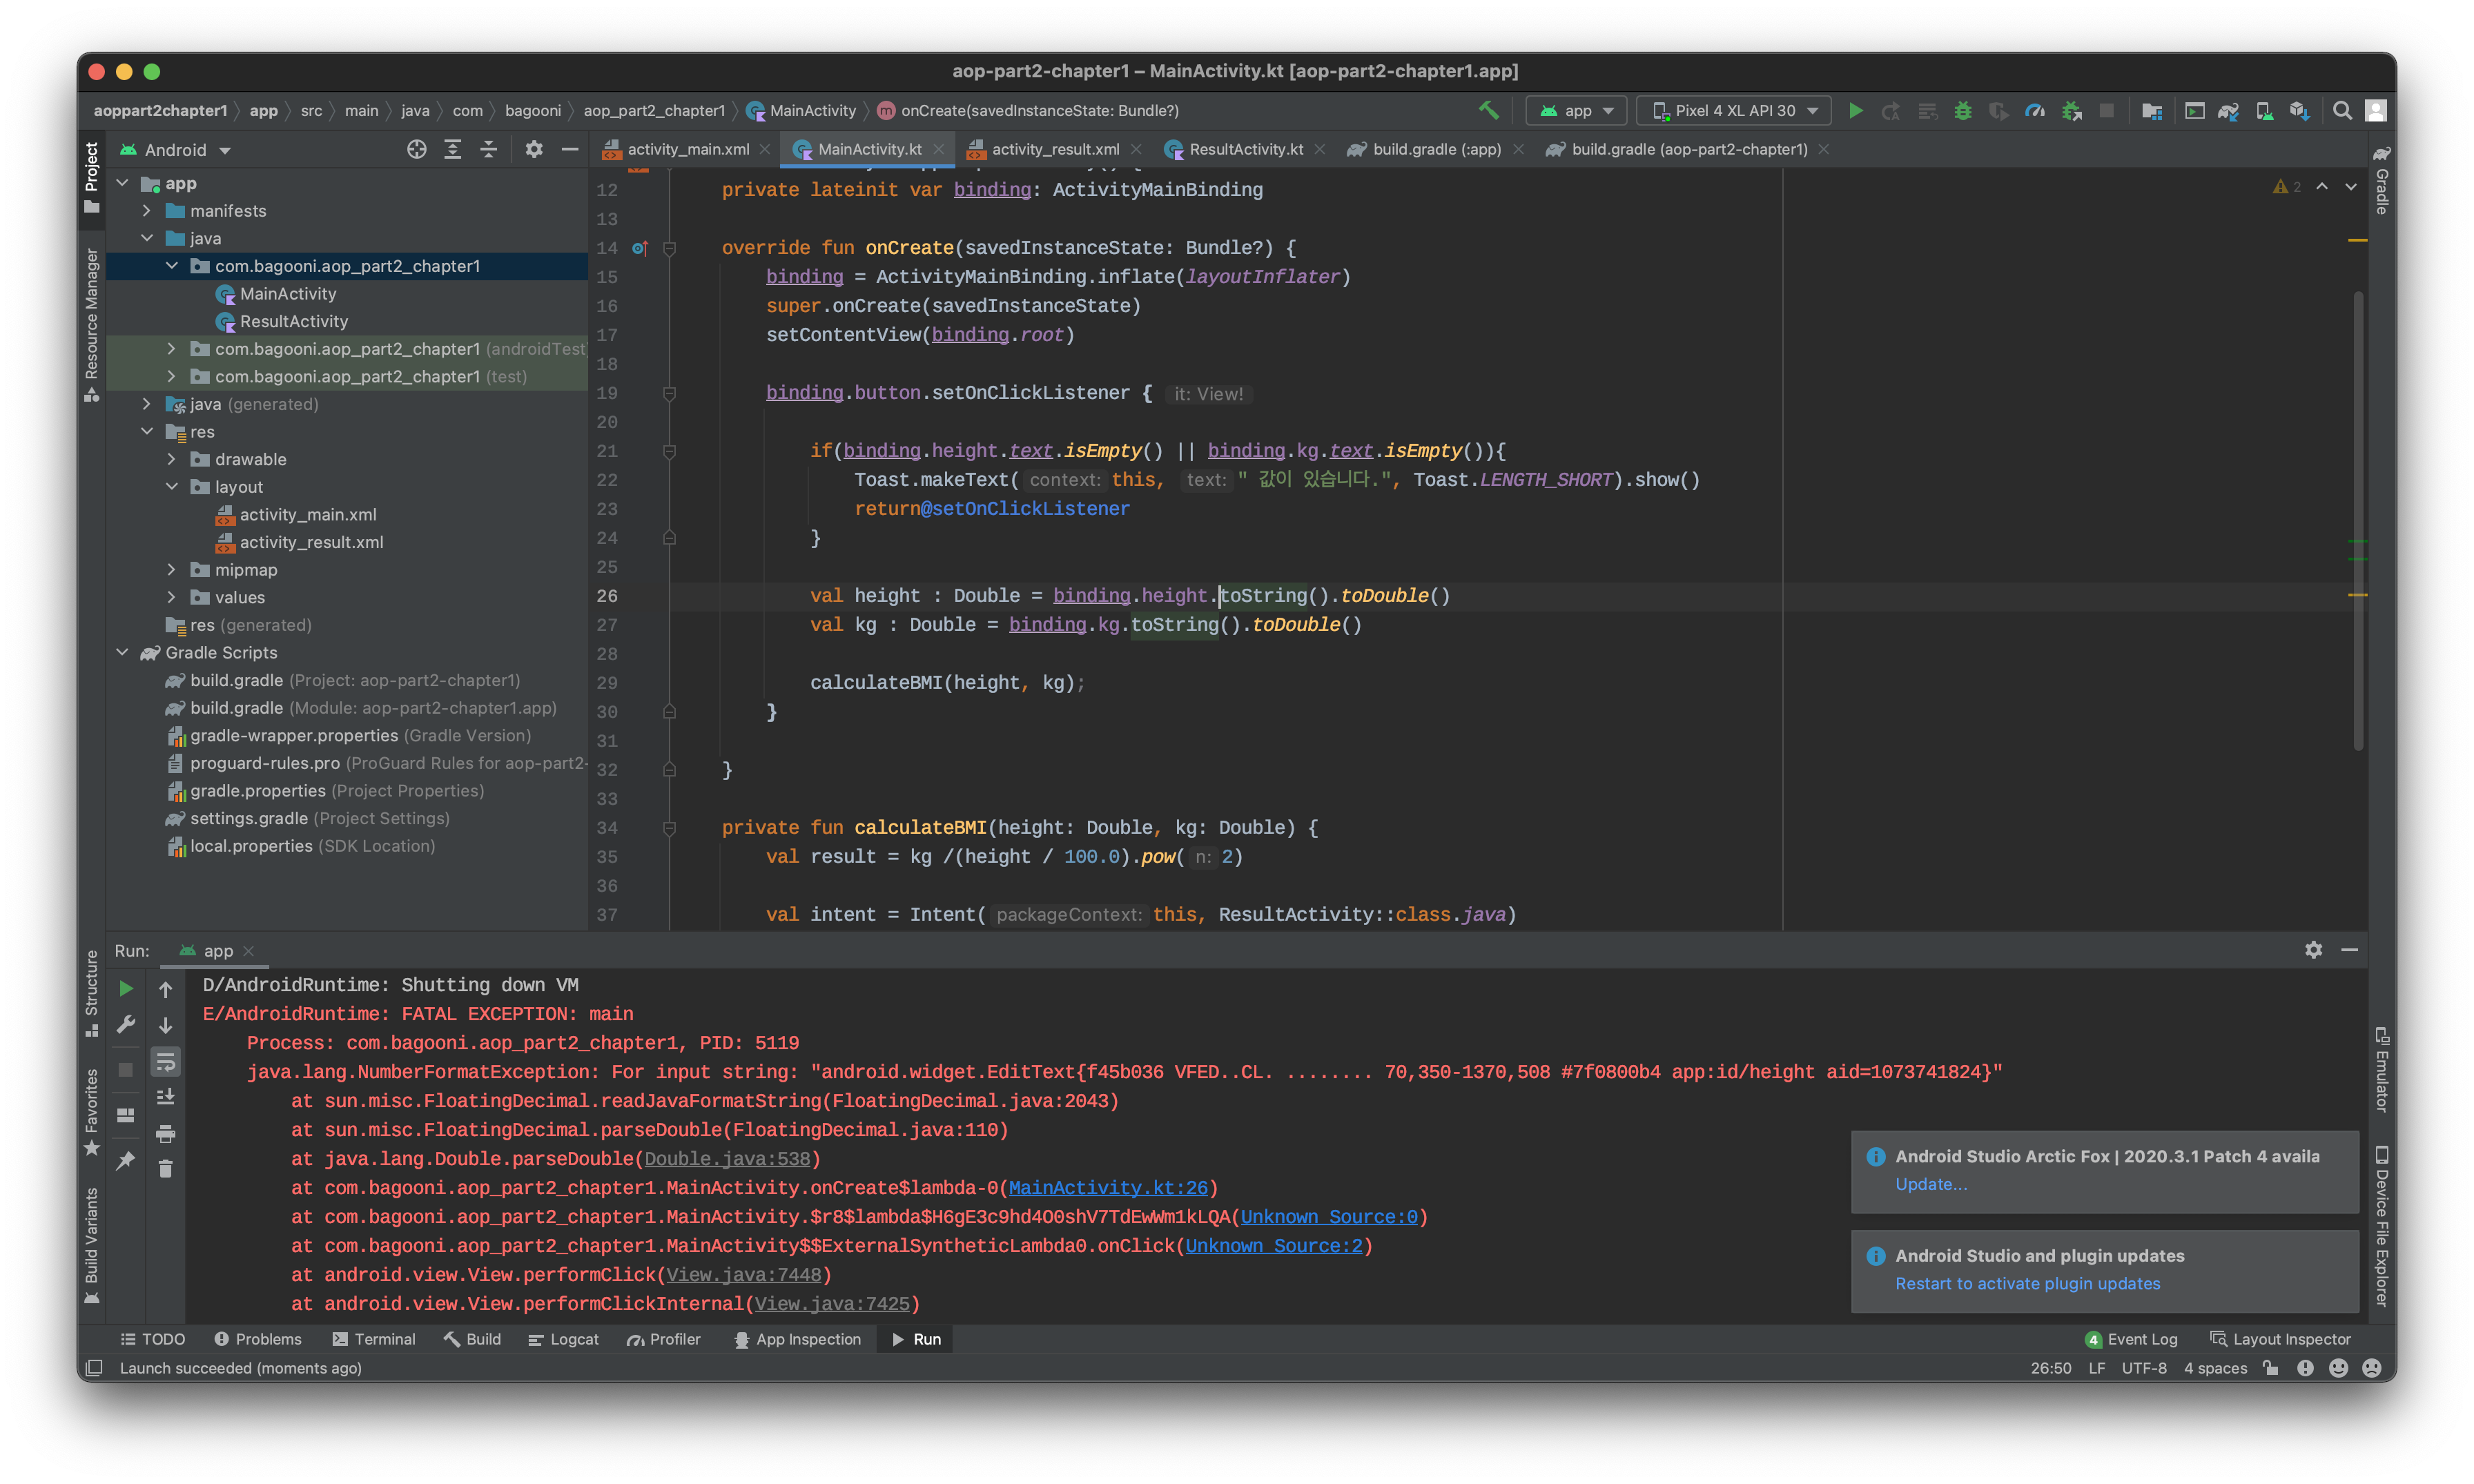 aop-part2-chapter1 – MainActivity.kt [aop-part2-chapter1.app]
aoppart2chapter1 app src main java com bagooni aop_part2_chapter1 MainActivity m onCreate(savedInstanceState: Bundle?) app Pixel 4 XL API 30
Project
Resource Manager
Structure
Favorites
Build Variants
Android
app
manifests
java
com.bagooni.aop_part2_chapter1
MainActivity
ResultActivity
com.bagooni.aop_part2_chapter1 (androidTest
com.bagooni.aop_part2_chapter1 (test)
java (generated)
res
drawable
layout
activity_main.xml
activity_result.xml
mipmap
values
res (generated)
Gradle Scripts
build.gradle (Project: aop-part2-chapter1)
build.gradle (Module: aop-part2-chapter1.app)
gradle-wrapper.properties (Gradle Version)
proguard-rules.pro (ProGuard Rules for aop-part2-
gradle.properties (Project Properties)
settings.gradle (Project Settings)
local.properties (SDK Location)
activity_main.xml MainActivity.kt activity_result.xml ResultActivity.kt build.gradle (:app) build.gradle (aop-part2-chapter1)
2
12 private lateinit var binding: ActivityMainBinding
13
14 override fun onCreate(savedInstanceState: Bundle?) {
15 binding = ActivityMainBinding.inflate(layoutInflater)
16 super.onCreate(savedInstanceState)
17 setContentView(binding.root)
18
19 binding.button.setOnClickListener { it: View!
20
21 if(binding.height.text.isEmpty() || binding.kg.text.isEmpty()){
22 Toast.makeText( context: this, text: " 값이 있습니다.", Toast.LENGTH_SHORT).show()
23 return@setOnClickListener
24 }
25
26 val height : Double = binding.height.toString().toDouble()
27 val kg : Double = binding.kg.toString().toDouble()
28
29 calculateBMI(height, kg);
30 }
31
32 }
33
34 private fun calculateBMI(height: Double, kg: Double) {
35 val result = kg /(height / 100.0).pow( n: 2)
36
37 val intent = Intent( packageContext: this, ResultActivity::class.java)
Gradle
Emulator
Device File Explorer
Run: app
D/AndroidRuntime: Shutting down VM
E/AndroidRuntime: FATAL EXCEPTION: main
Process: com.bagooni.aop_part2_chapter1, PID: 5119
java.lang.NumberFormatException: For input string: "android.widget.EditText{f45b036 VFED..CL. ........ 70,350-1370,508 #7f0800b4 app:id/height aid=1073741824}"
at sun.misc.FloatingDecimal.readJavaFormatString(FloatingDecimal.java:2043)
at sun.misc.FloatingDecimal.parseDouble(FloatingDecimal.java:110)
at java.lang.Double.parseDouble(Double.java:538)
at com.bagooni.aop_part2_chapter1.MainActivity.onCreate$lambda-0(MainActivity.kt:26)
at com.bagooni.aop_part2_chapter1.MainActivity.$r8$lambda$H6gE3c9hd4O0shV7TdEwWm1kLQA(Unknown Source:0)
at com.bagooni.aop_part2_chapter1.MainActivity$$ExternalSyntheticLambda0.onClick(Unknown Source:2)
at android.view.View.performClick(View.java:7448)
at android.view.View.performClickInternal(View.java:7425)
Android Studio Arctic Fox | 2020.3.1 Patch 4 availa
Update...
Android Studio and plugin updates
Restart to activate plugin updates
TODO Problems Terminal Build Logcat Profiler App Inspection Run 4 Event Log Layout Inspector
Launch succeeded (moments ago) 26:50 LF UTF-8 4 spaces